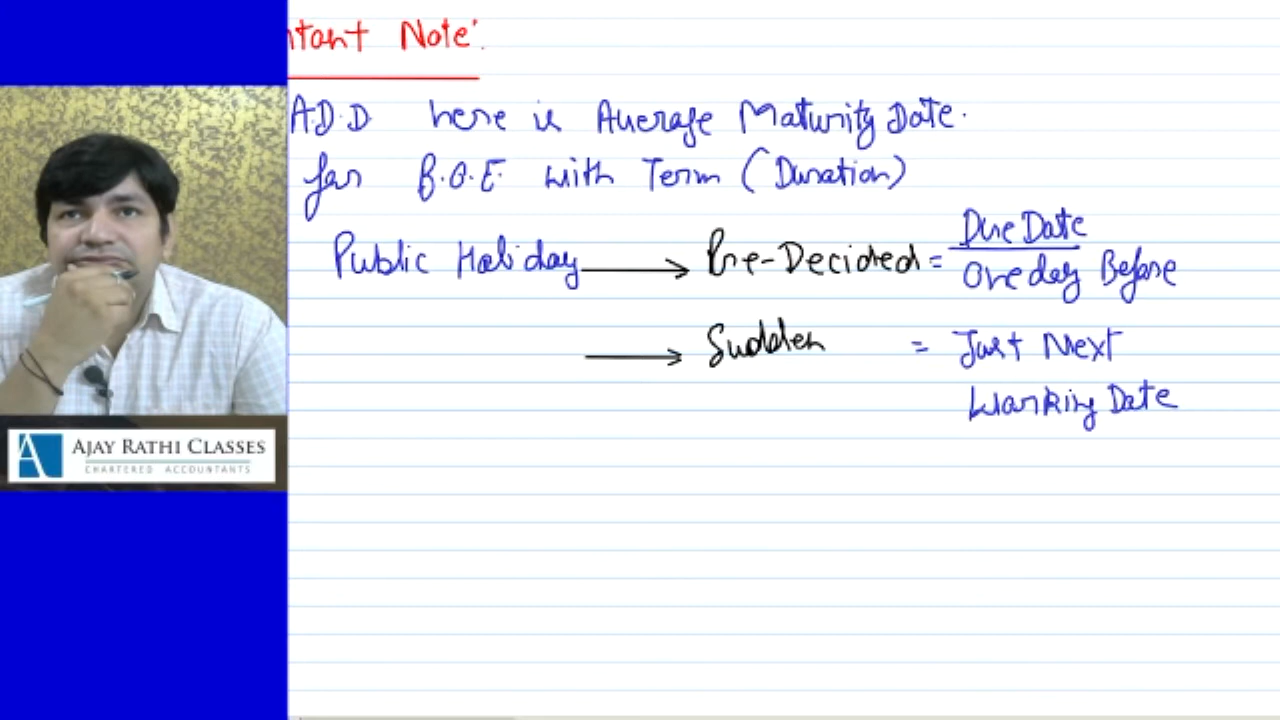 ntant Note:
A.D.D here is Average Maturity Date.
for B.O.E. with Term (Duration)
Public Holiday → Pre-Decided = Due Date
One day Before
→ Sudden = Just Next
Working Date
AJAY RATHI CLASSES
CHARTERED ACCOUNTANTS